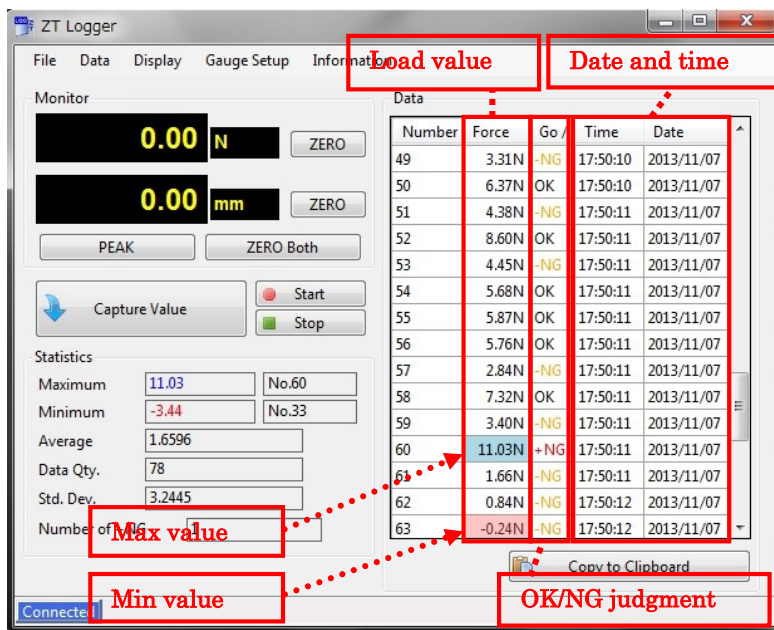 ZT Logger
File Data Display Gauge Setup Information
Load value
Date and time
Monitor
0.00 N ZERO
0.00 mm ZERO
PEAK ZERO Both
Capture Value
Start
Stop
Statistics
Maximum 11.03 No.60
Minimum -3.44 No.33
Average 1.6596
Data Qty. 78
Std. Dev. 3.2445
Number of 1
Max value
Min value
Connected
Data
Number Force Go / Time Date
49 3.31N -NG 17:50:10 2013/11/07
50 6.37N OK 17:50:10 2013/11/07
51 4.38N -NG 17:50:11 2013/11/07
52 8.60N OK 17:50:11 2013/11/07
53 4.45N -NG 17:50:11 2013/11/07
54 5.68N OK 17:50:11 2013/11/07
55 5.87N OK 17:50:11 2013/11/07
56 5.76N OK 17:50:11 2013/11/07
57 2.84N -NG 17:50:11 2013/11/07
58 7.32N OK 17:50:11 2013/11/07
59 3.40N -NG 17:50:11 2013/11/07
60 11.03N +NG 17:50:11 2013/11/07
61 1.66N -NG 17:50:11 2013/11/07
62 0.84N -NG 17:50:12 2013/11/07
63 -0.24N -NG 17:50:12 2013/11/07
Copy to Clipboard
OK/NG judgment